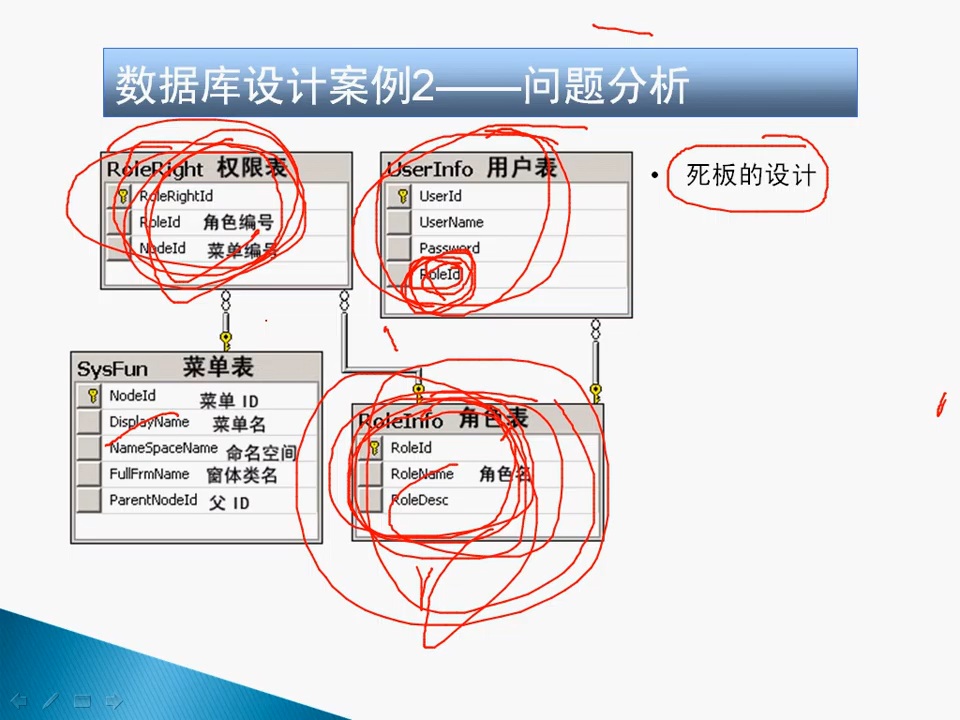 数据库设计案例2——问题分析
RoleRight 权限表
RoleRightId
RoleId 角色编号
NodeId 菜单编号
UserInfo 用户表
UserId
UserName
Password
RoleId
• 死板的设计
SysFun 菜单表
NodeId 菜单 ID
DisplayName 菜单名
NameSpaceName 命名空间
FullFrmName 窗体类名
ParentNodeId 父 ID
RoleInfo 角色表
RoleId
RoleName 角色名
RoleDesc